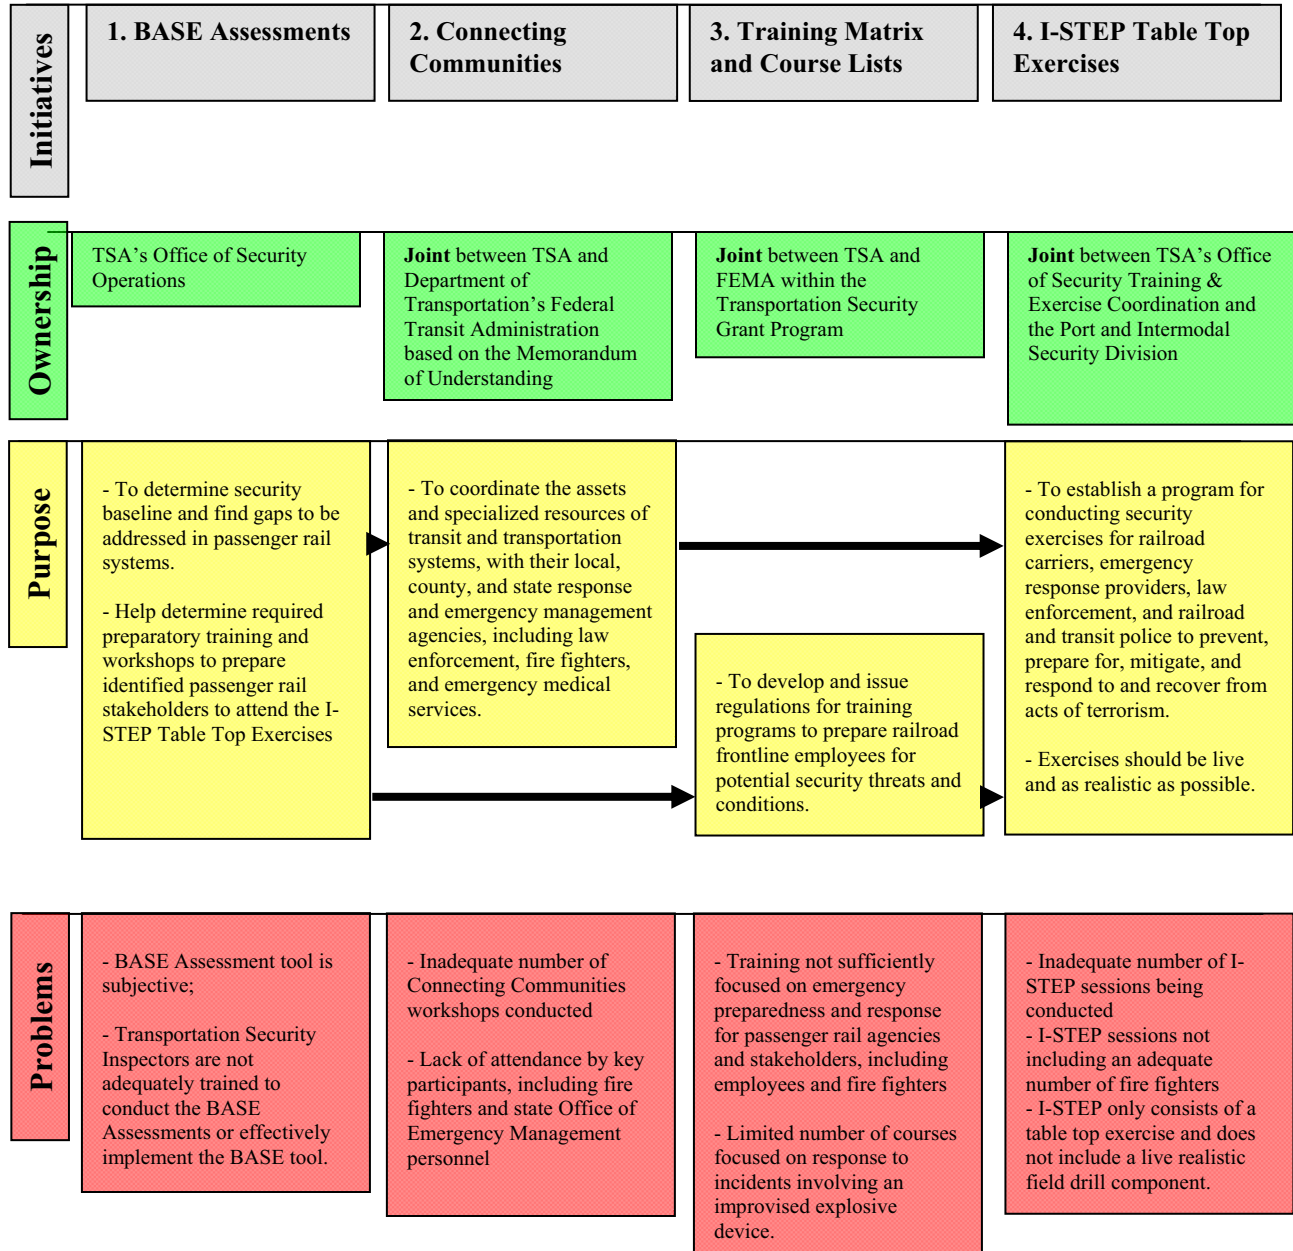 Initiatives
1. BASE Assessments
2. Connecting
Communities
3. Training Matrix
and Course Lists
4. I-STEP Table Top
Exercises
Ownership
TSA’s Office of Security
Operations
Joint between TSA and
Department of
Transportation’s Federal
Transit Administration
based on the Memorandum
of Understanding
Joint between TSA and
FEMA within the
Transportation Security
Grant Program
Joint between TSA’s Office
of Security Training &
Exercise Coordination and
the Port and Intermodal
Security Division
Purpose
- To determine security
baseline and find gaps to be
addressed in passenger rail
systems.
- Help determine required
preparatory training and
workshops to prepare
identified passenger rail
stakeholders to attend the I-
STEP Table Top Exercises
- To coordinate the assets
and specialized resources of
transit and transportation
systems, with their local,
county, and state response
and emergency management
agencies, including law
enforcement, fire fighters,
and emergency medical
services.
- To develop and issue
regulations for training
programs to prepare railroad
frontline employees for
potential security threats and
conditions.
- To establish a program for
conducting security
exercises for railroad
carriers, emergency
response providers, law
enforcement, and railroad
and transit police to prevent,
prepare for, mitigate, and
respond to and recover from
acts of terrorism.
- Exercises should be live
and as realistic as possible.
Problems
- BASE Assessment tool is
subjective;
- Transportation Security
Inspectors are not
adequately trained to
conduct the BASE
Assessments or effectively
implement the BASE tool.
- Inadequate number of
Connecting Communities
workshops conducted
- Lack of attendance by key
participants, including fire
fighters and state Office of
Emergency Management
personnel
- Training not sufficiently
focused on emergency
preparedness and response
for passenger rail agencies
and stakeholders, including
employees and fire fighters
- Limited number of courses
focused on response to
incidents involving an
improvised explosive
device.
- Inadequate number of I-
STEP sessions being
conducted
- I-STEP sessions not
including an adequate
number of fire fighters
- I-STEP only consists of a
table top exercise and does
not include a live realistic
field drill component.